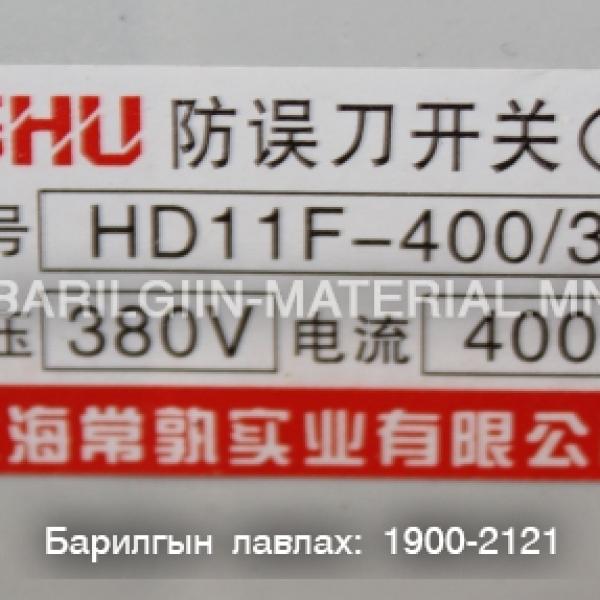 SHU 防误刀开关（
号 HD11F-400/3
BARILGIIN-MATERIAL.MN
压 380V 电流 400
海常孰实业有限公
Барилгын лавлах: 1900-2121